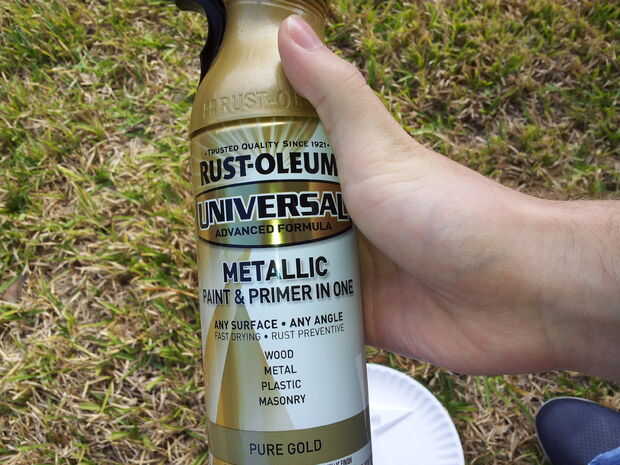 RUST-O
•TRUSTED QUALITY SINCE 1921•
RUST-OLEUM
UNIVERSAL
ADVANCED FORMULA
METALLIC
PAINT & PRIMER IN ONE
ANY SURFACE • ANY ANGLE
FAST DRYING • RUST PREVENTIVE
WOOD
METAL
PLASTIC
MASONRY
PURE GOLD
FINISH